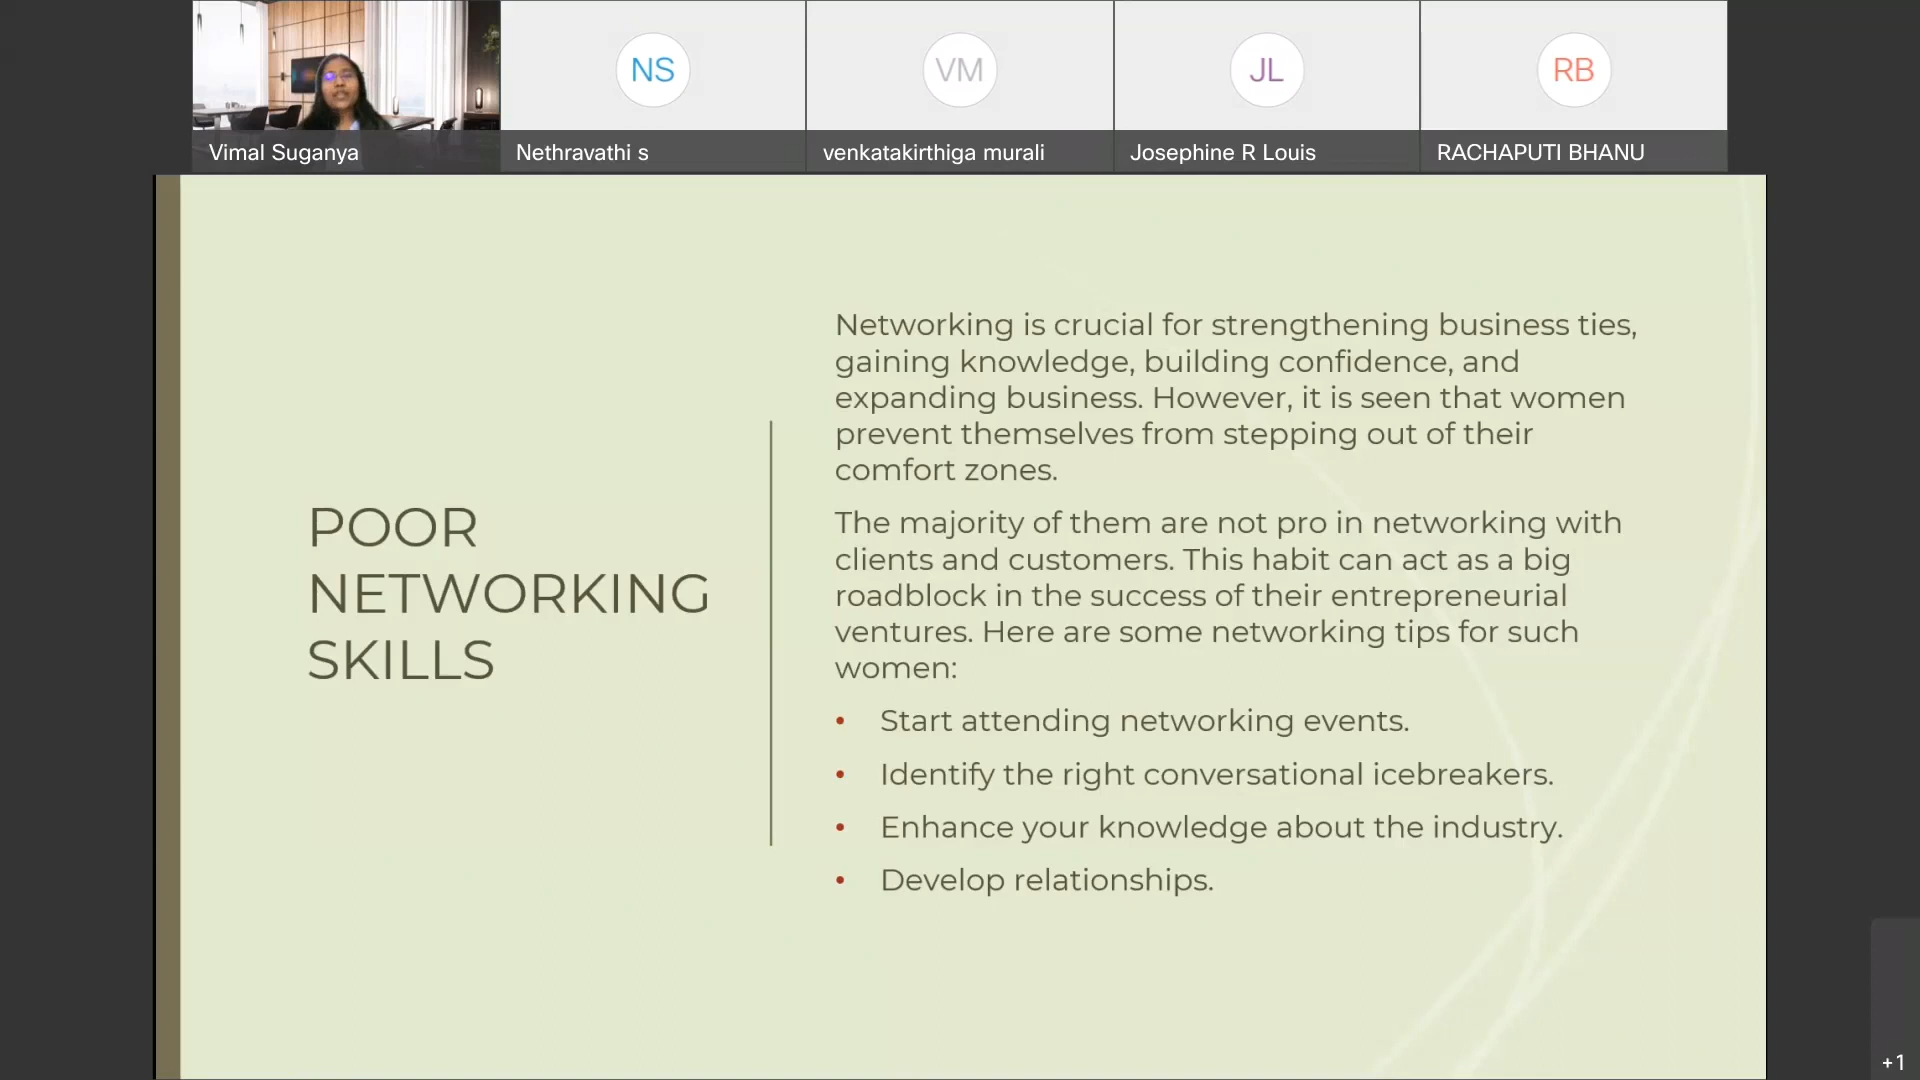 NS
VM
JL
RB
Vimal Suganya
Nethravathi s
venkatakirthiga murali
Josephine R Louis
RACHAPUTI BHANU
POOR
NETWORKING
SKILLS
Networking is crucial for strengthening business ties,
gaining knowledge, building confidence, and
expanding business. However, it is seen that women
prevent themselves from stepping out of their
comfort zones.
The majority of them are not pro in networking with
clients and customers. This habit can act as a big
roadblock in the success of their entrepreneurial
ventures. Here are some networking tips for such
women:
• Start attending networking events.
• Identify the right conversational icebreakers.
• Enhance your knowledge about the industry.
• Develop relationships.
+1